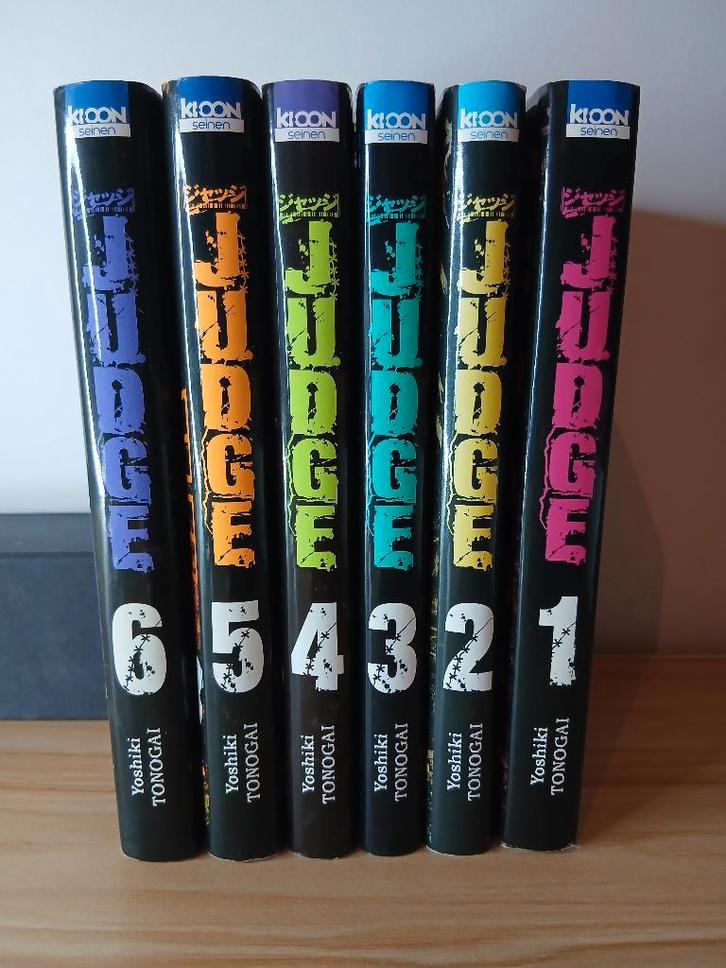 KI-OON
seinen
ジャッジ
JUDGE
6
Yoshiki
TONOGAI
KI-OON
seinen
ジャッジ
JUDGE
5
Yoshiki
TONOGAI
KI-OON
seinen
ジャッジ
JUDGE
4
Yoshiki
TONOGAI
KI-OON
seinen
ジャッジ
JUDGE
3
Yoshiki
TONOGAI
KI-OON
seinen
ジャッジ
JUDGE
2
Yoshiki
TONOGAI
KI-OON
seinen
ジャッジ
JUDGE
1
Yoshiki
TONOGAI